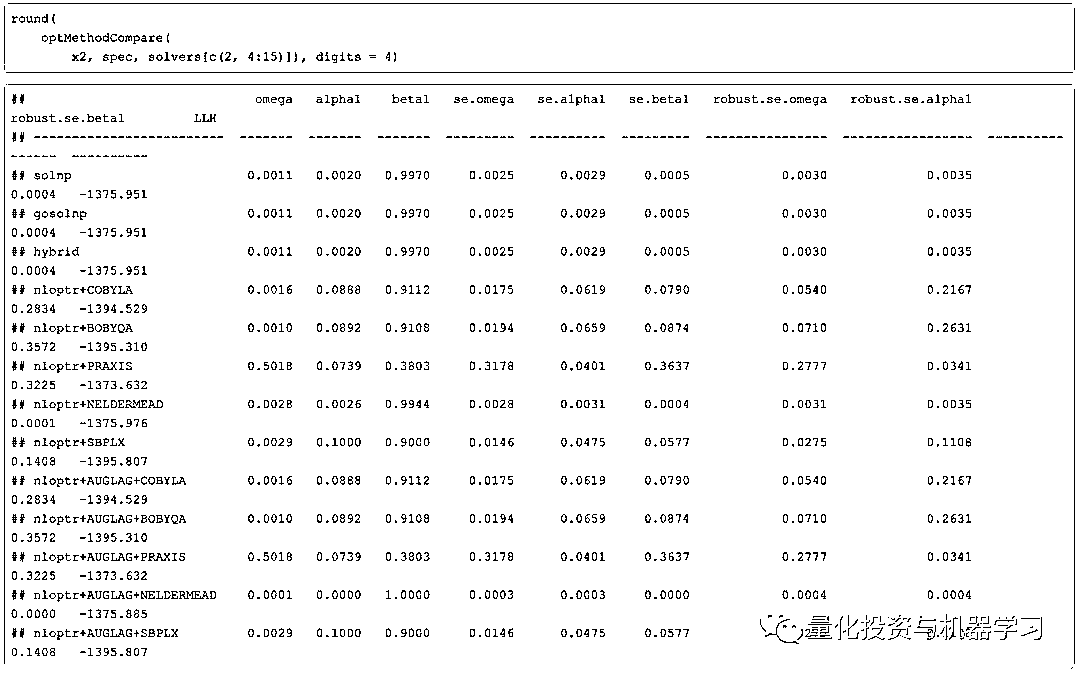 round(
optMethodCompare(
x2, spec, solvers[c(2, 4:15)]), digits = 4)
## omega alpha1 beta1 se.omega se.alpha1 se.beta1 robust.se.omega robust.se.alpha1
robust.se.beta1 LLH
## ------------------------- ------- ------- ------- ---------- ----------- ---------- ----------------- ------------------ ----------
------ ----------
## solnp 0.0011 0.0020 0.9970 0.0025 0.0029 0.0005 0.0030 0.0035
0.0004 -1375.951
## gosolnp 0.0011 0.0020 0.9970 0.0025 0.0029 0.0005 0.0030 0.0035
0.0004 -1375.951
## hybrid 0.0011 0.0020 0.9970 0.0025 0.0029 0.0005 0.0030 0.0035
0.0004 -1375.951
## nloptr+COBYLA 0.0016 0.0888 0.9112 0.0175 0.0619 0.0790 0.0540 0.2167
0.2834 -1394.529
## nloptr+BOBYQA 0.0010 0.0892 0.9108 0.0194 0.0659 0.0874 0.0710 0.2631
0.3572 -1395.310
## nloptr+PRAXIS 0.5018 0.0739 0.3803 0.3178 0.0401 0.3637 0.2777 0.0341
0.3225 -1373.632
## nloptr+NELDERMEAD 0.0028 0.0026 0.9944 0.0028 0.0031 0.0004 0.0031 0.0035
0.0001 -1375.976
## nloptr+SBPLX 0.0029 0.1000 0.9000 0.0146 0.0475 0.0577 0.0275 0.1108
0.1408 -1395.807
## nloptr+AUGLAG+COBYLA 0.0016 0.0888 0.9112 0.0175 0.0619 0.0790 0.0540 0.2167
0.2834 -1394.529
## nloptr+AUGLAG+BOBYQA 0.0010 0.0892 0.9108 0.0194 0.0659 0.0874 0.0710 0.2631
0.3572 -1395.310
## nloptr+AUGLAG+PRAXIS 0.5018 0.0739 0.3803 0.3178 0.0401 0.3637 0.2777 0.0341
0.3225 -1373.632
## nloptr+AUGLAG+NELDERMEAD 0.0001 0.0000 1.0000 0.0003 0.0003 0.0000 0.0004 0.0004
0.0000 -1375.885
## nloptr+AUGLAG+SBPLX 0.0029 0.1000 0.9000 0.0146 0.0475 0.0577
0.1408 -1395.807
量化投资与机器学习